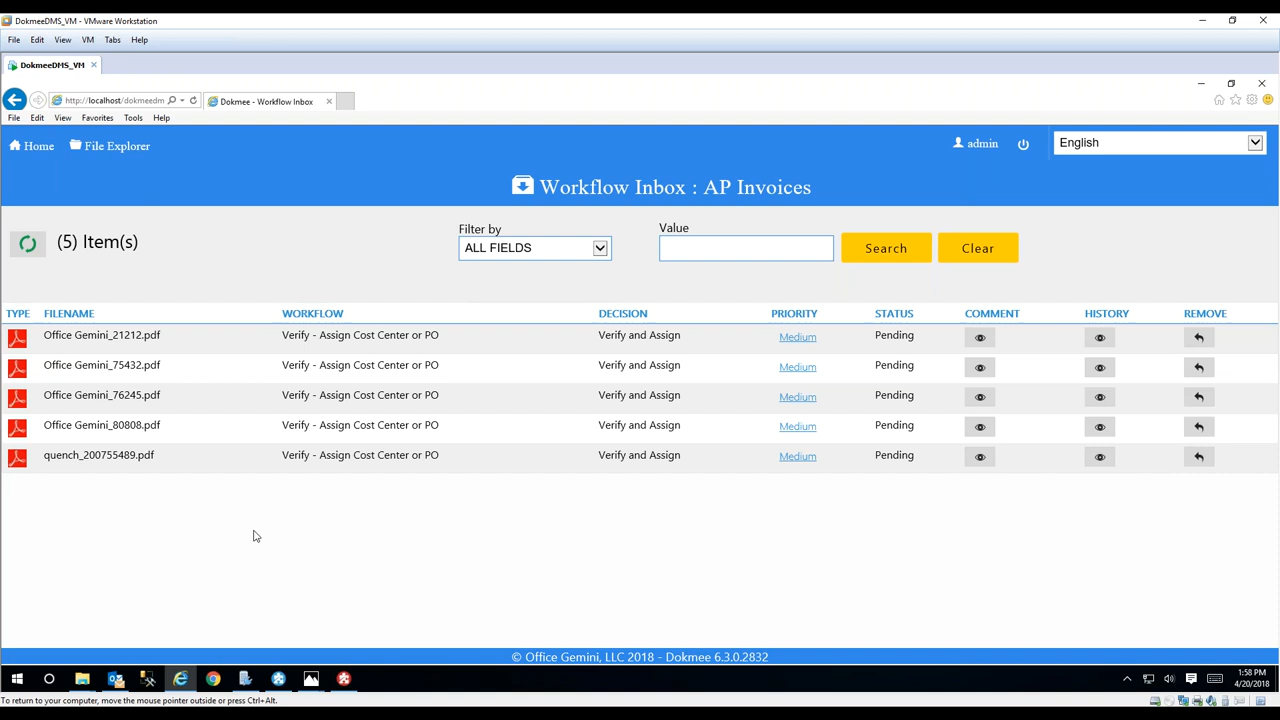 DokmeeDMS_VM - VMware Workstation
File Edit View VM Tabs Help
DokmeeDMS_VM
http://localhost/dokmeedm Dokmee - Workflow Inbox
File Edit View Favorites Tools Help
Home File Explorer admin English
Workflow Inbox : AP Invoices
(5) Item(s) Filter by ALL FIELDS Value Search Clear
TYPE FILENAME WORKFLOW DECISION PRIORITY STATUS COMMENT HISTORY REMOVE
Office Gemini_21212.pdf Verify - Assign Cost Center or PO Verify and Assign Medium Pending
Office Gemini_75432.pdf Verify - Assign Cost Center or PO Verify and Assign Medium Pending
Office Gemini_76245.pdf Verify - Assign Cost Center or PO Verify and Assign Medium Pending
Office Gemini_80808.pdf Verify - Assign Cost Center or PO Verify and Assign Medium Pending
quench_200755489.pdf Verify - Assign Cost Center or PO Verify and Assign Medium Pending
© Office Gemini, LLC 2018 - Dokmee 6.3.0.2832
1:58 PM
4/20/2018
To return to your computer, move the mouse pointer outside or press Ctrl+Alt.